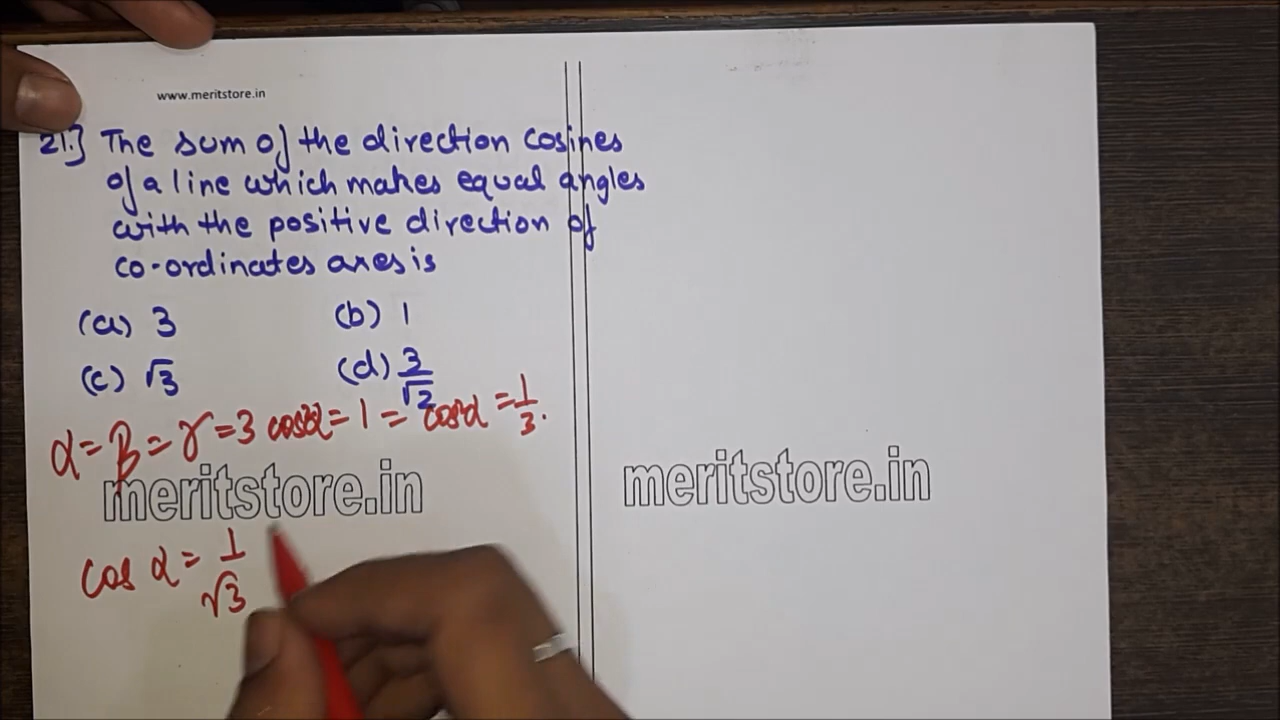 www.meritstore.in
21.] The sum of the direction cosines
of a line which makes equal angles
with the positive direction of
co-ordinates axes is
(a) 3 (b) 1
(c) √3 (d) 3/√2
α = β = γ = 3 cos²α = 1 = cos²α = 1/3.
meritstore.in meritstore.in
cos α = 1/√3